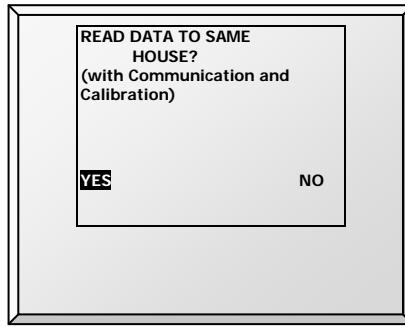 READ DATA TO SAME
HOUSE?
(with Communication and
Calibration)
YES NO